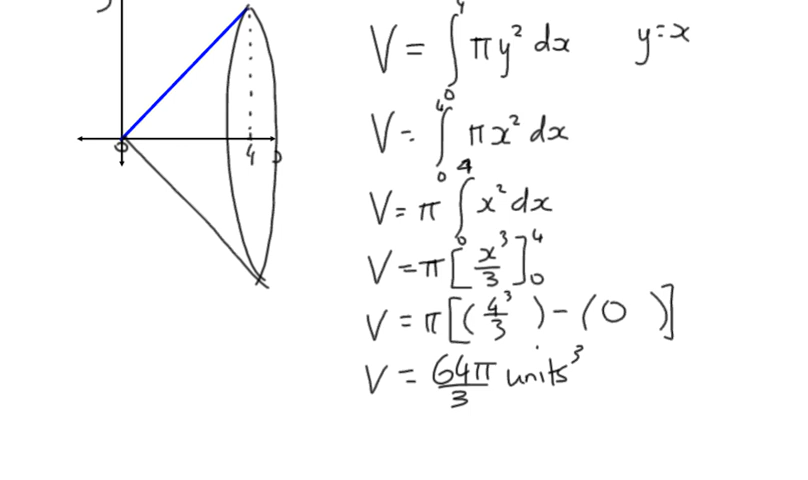 y
V = ∫₀⁴ πy² dx    y=x
V = ∫₀⁴ πx² dx
0 4
V = π ∫₀⁴ x² dx
V = π [x³/3]₀⁴
V = π[(4³/3) - (0)]
V = 64π/3 units³